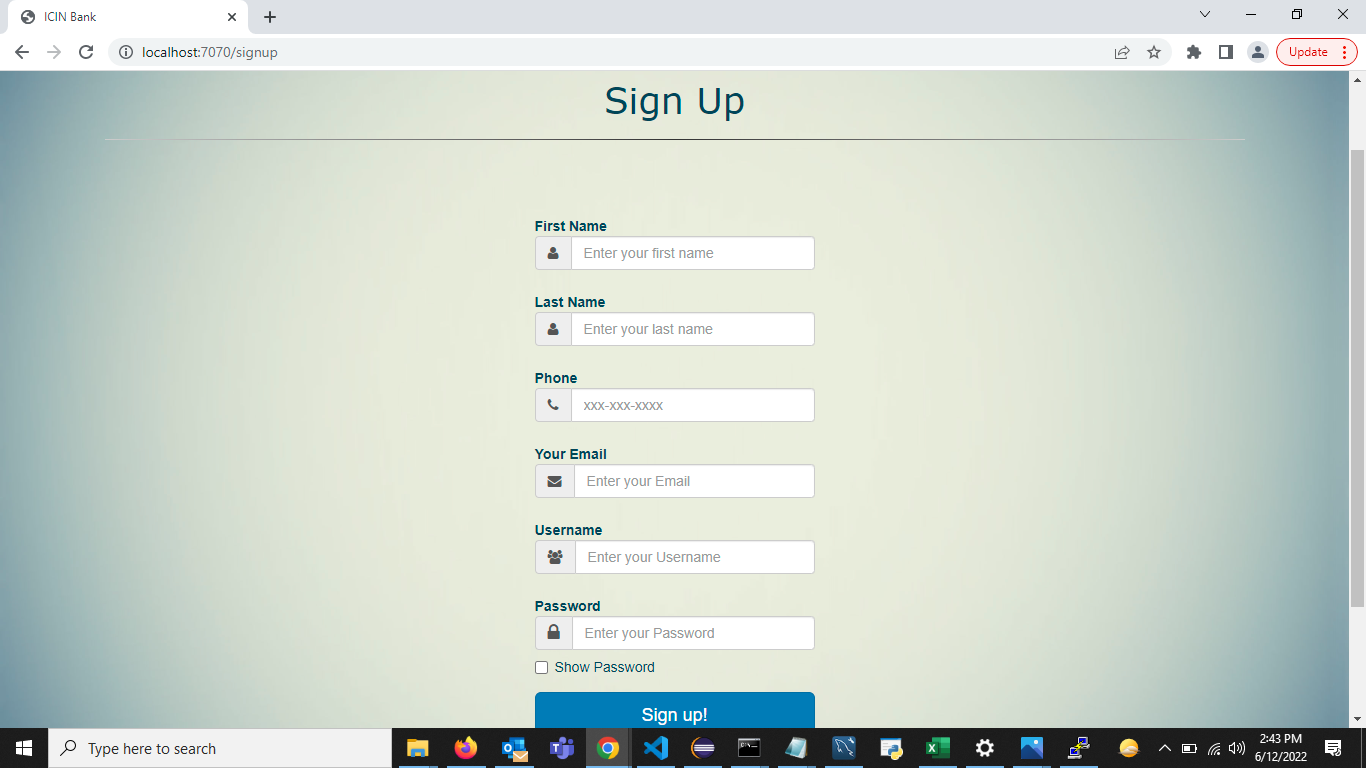 ICIN Bank
localhost:7070/signup
Update
Sign Up
First Name
Enter your first name
Last Name
Enter your last name
Phone
xxx-xxx-xxxx
Your Email
Enter your Email
Username
Enter your Username
Password
Enter your Password
Show Password
Sign up!
Type here to search
2:43 PM
6/12/2022